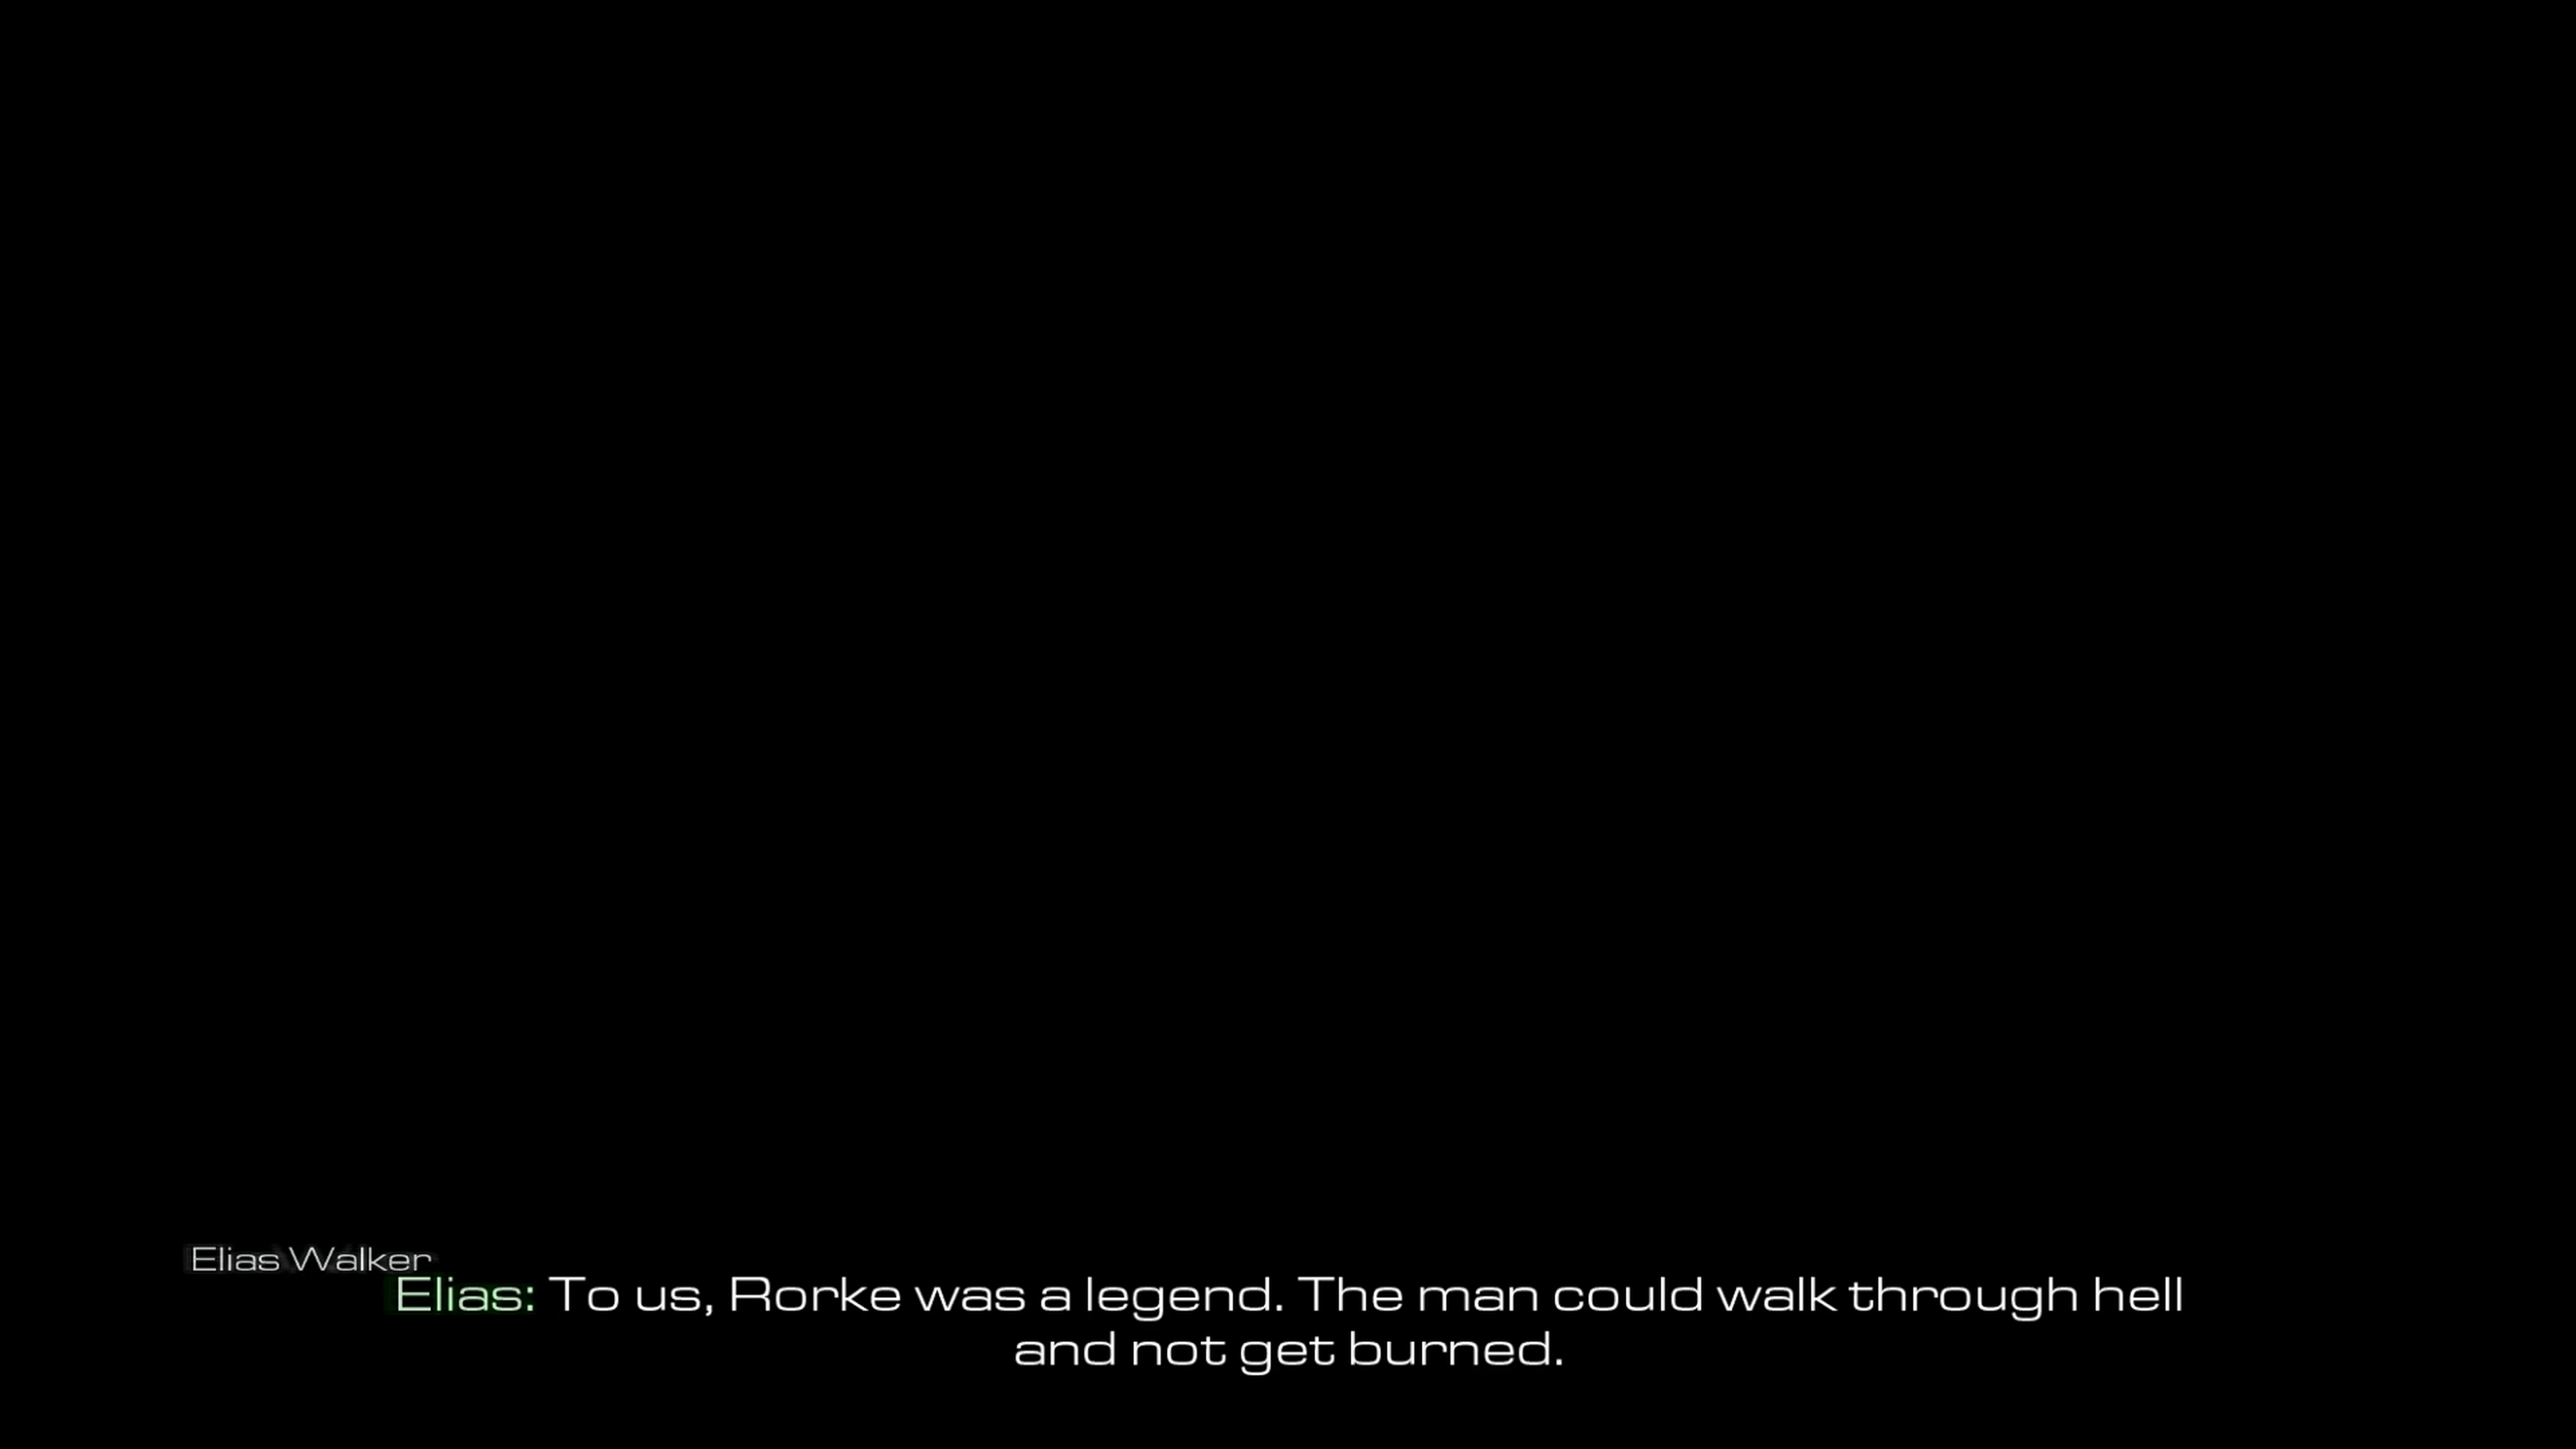 Elias Walker
Elias: To us, Rorke was a legend. The man could walk through hell
and not get burned.